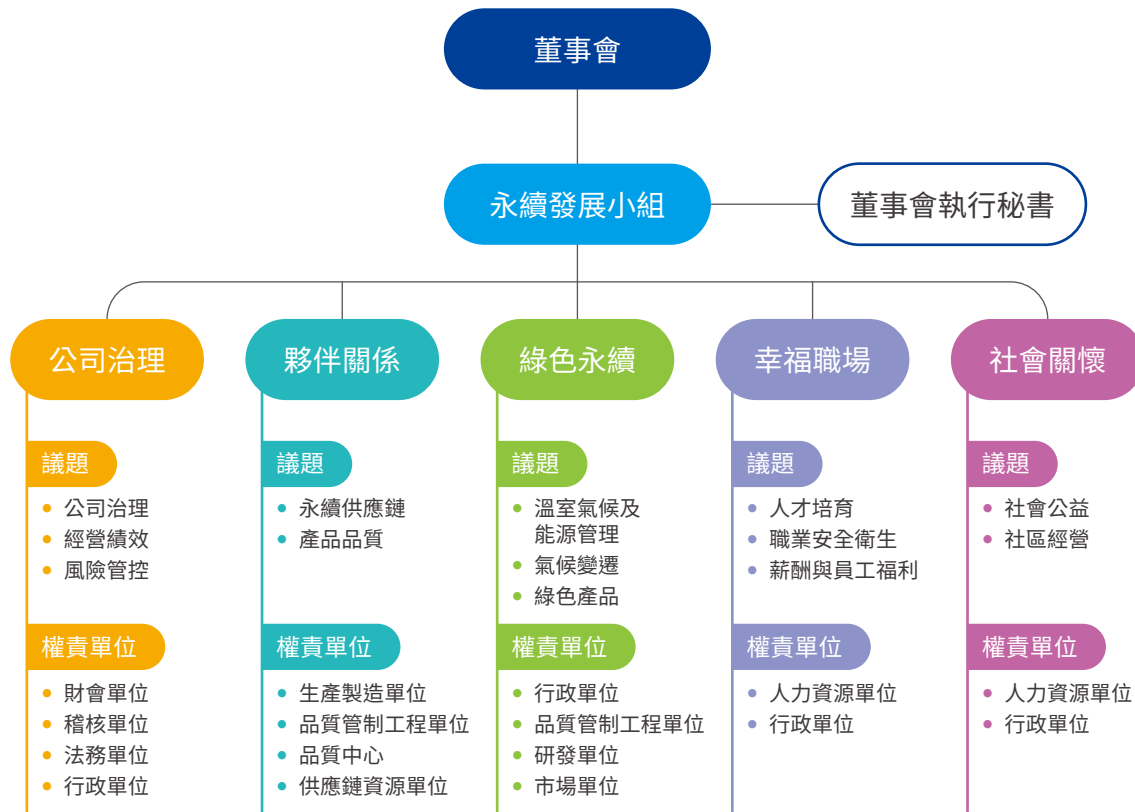 董事會
永續發展小組
董事會執行秘書
公司治理
議題
公司治理
經營績效
風險管控
權責單位
財會單位
稽核單位
法務單位
行政單位
夥伴關係
議題
永續供應鏈
產品品質
權責單位
生產製造單位
品質管制工程單位
品質中心
供應鏈資源單位
綠色永續
議題
溫室氣候及
能源管理
氣候變遷
綠色產品
權責單位
行政單位
品質管制工程單位
研發單位
市場單位
幸福職場
議題
人才培育
職業安全衛生
薪酬與員工福利
權責單位
人力資源單位
行政單位
社會關懷
議題
社會公益
社區經營
權責單位
人力資源單位
行政單位